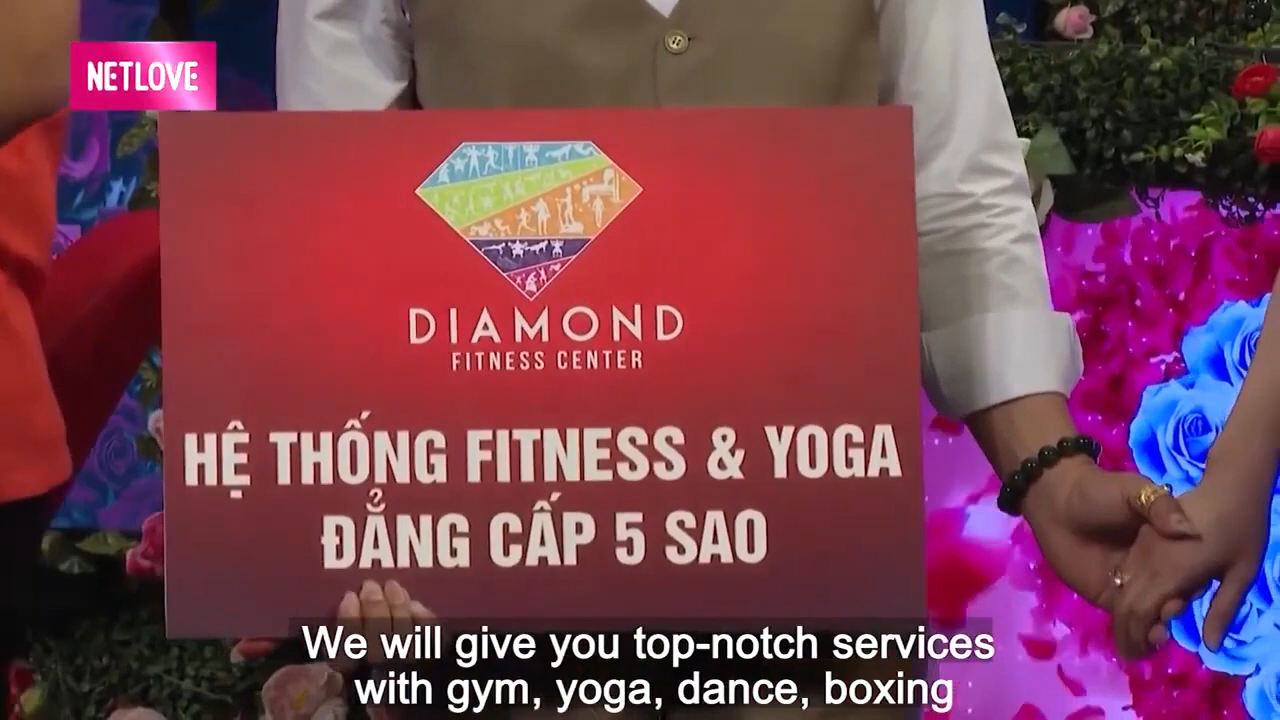 NETLOVE
DIAMOND
FITNESS CENTER
HỆ THỐNG FITNESS & YOGA
ĐẲNG CẤP 5 SAO
We will give you top-notch services
with gym, yoga, dance, boxing